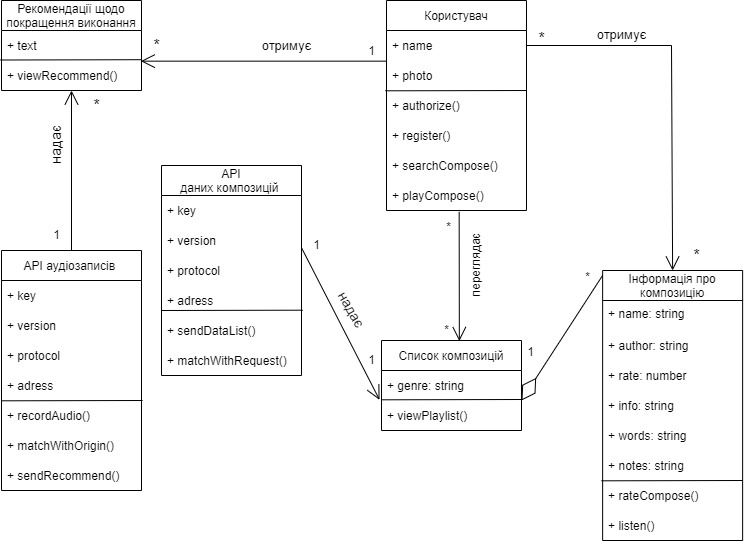 Рекомендації щодо
покращення виконання
+ text
+ viewRecommend()
*
отримує
1
Користувач
+ name
+ photo
+ authorize()
+ register()
+ searchCompose()
+ playCompose()
*
отримує
*
*
надає
1
API
даних композицій
+ key
+ version
+ protocol
+ adress
+ sendDataList()
+ matchWithRequest()
1
надає
1
*
переглядає
*
API аудіозаписів
+ key
+ version
+ protocol
+ adress
+ recordAudio()
+ matchWithOrigin()
+ sendRecommend()
Список композицій
+ genre: string
+ viewPlaylist()
1
*
Інформація про
композицію
+ name: string
+ author: string
+ rate: number
+ info: string
+ words: string
+ notes: string
+ rateCompose()
+ listen()